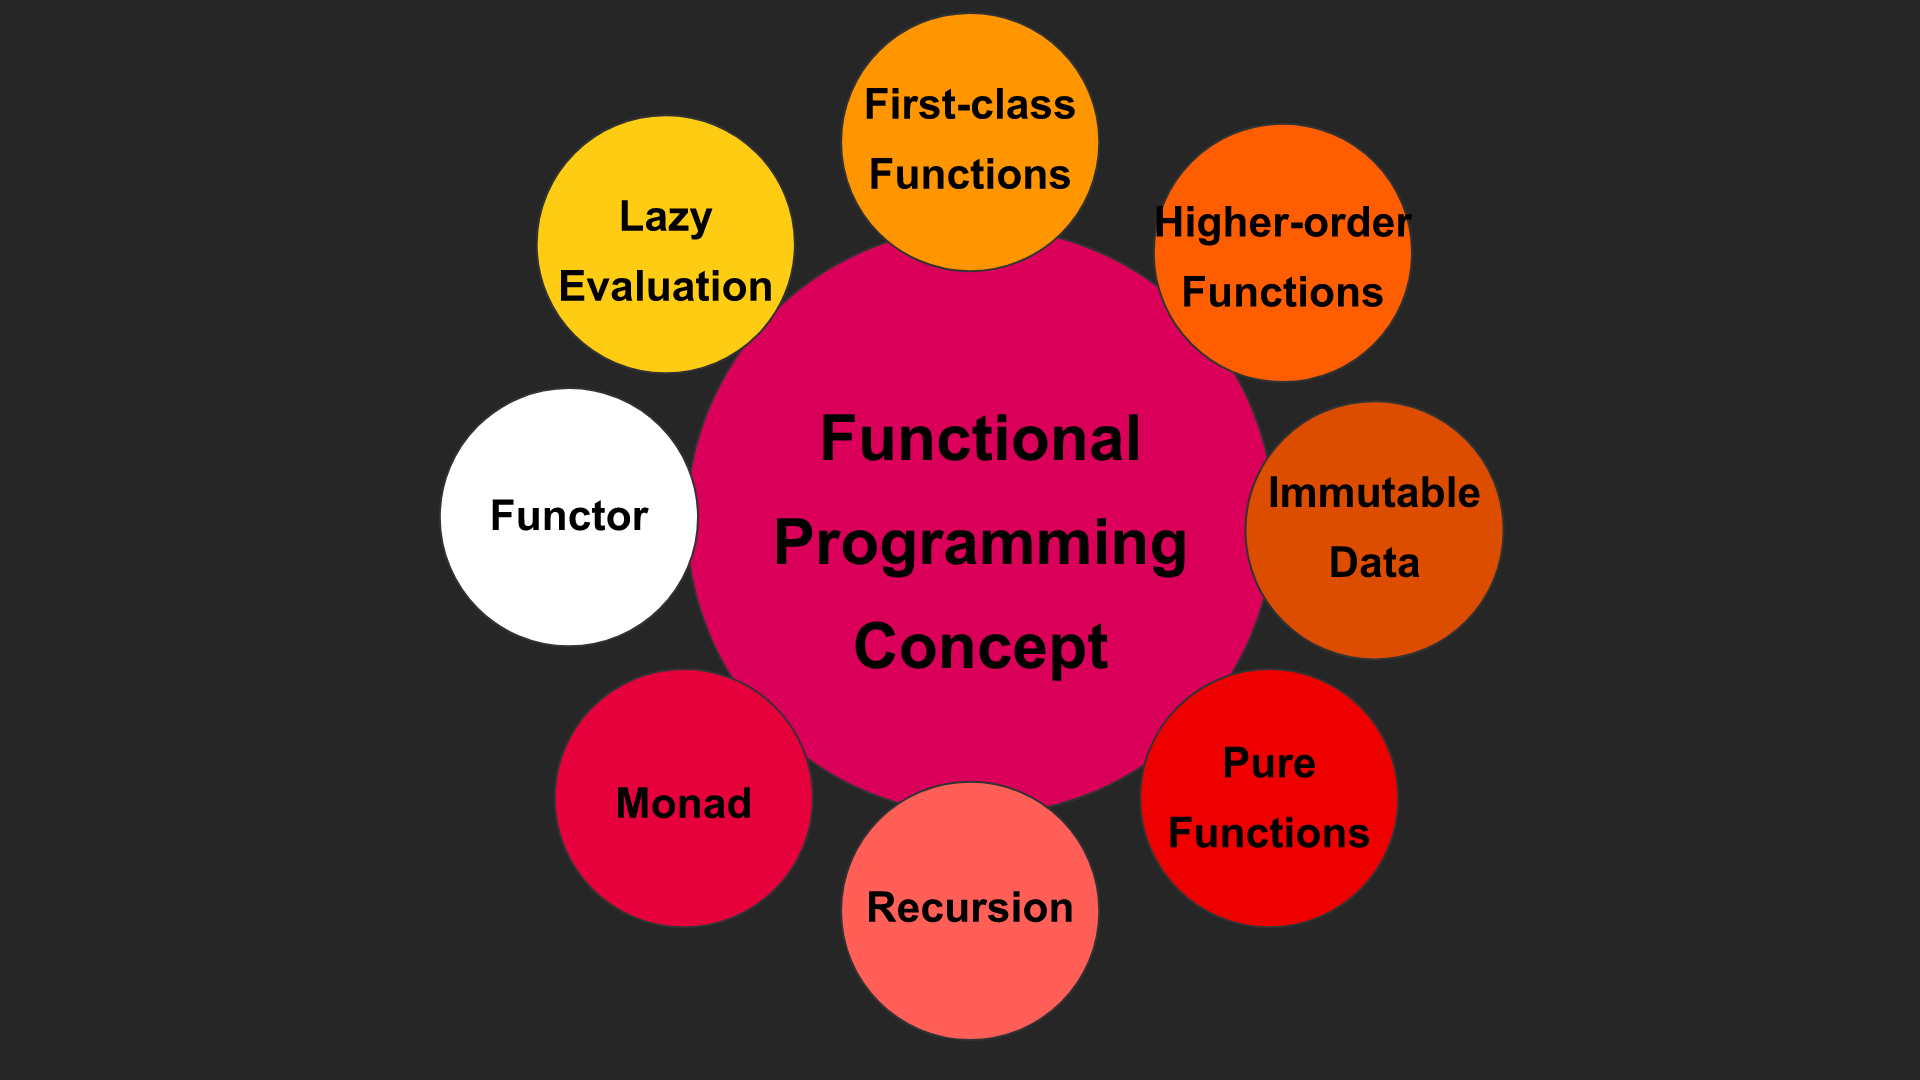 First-class
Functions
Higher-order
Functions
Lazy
Evaluation
Functional
Programming
Concept
Functor
Immutable
Data
Monad
Pure
Functions
Recursion